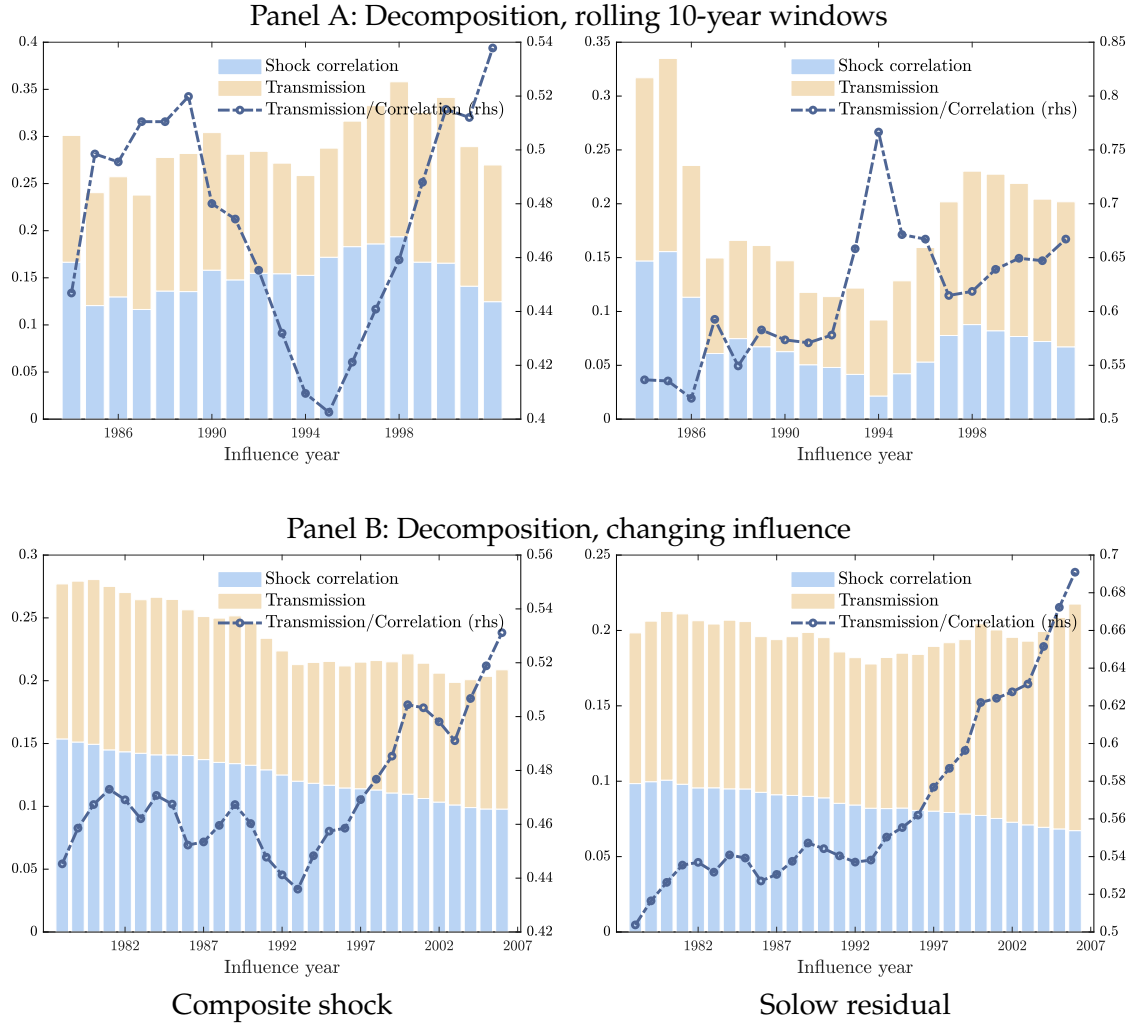 Panel A: Decomposition, rolling 10-year windows
0.4
0.35
0.3
0.25
0.2
0.15
0.1
0.05
0
0.54
0.52
0.5
0.48
0.46
0.44
0.42
0.4
Shock correlation
Transmission
Transmission/Correlation (rhs)
1986 1990 1994 1998
Influence year
0.35
0.3
0.25
0.2
0.15
0.1
0.05
0
0.85
0.8
0.75
0.7
0.65
0.6
0.55
0.5
Shock correlation
Transmission
Transmission/Correlation (rhs)
1986 1990 1994 1998
Influence year
Panel B: Decomposition, changing influence
0.3
0.25
0.2
0.15
0.1
0.05
0
0.56
0.54
0.52
0.5
0.48
0.46
0.44
0.42
Shock correlation
Transmission
Transmission/Correlation (rhs)
1982 1987 1992 1997 2002 2007
Influence year
0.25
0.2
0.15
0.1
0.05
0
0.7
0.68
0.66
0.64
0.62
0.6
0.58
0.56
0.54
0.52
0.5
Shock correlation
Transmission
Transmission/Correlation (rhs)
1982 1987 1992 1997 2002 2007
Influence year
Composite shock
Solow residual